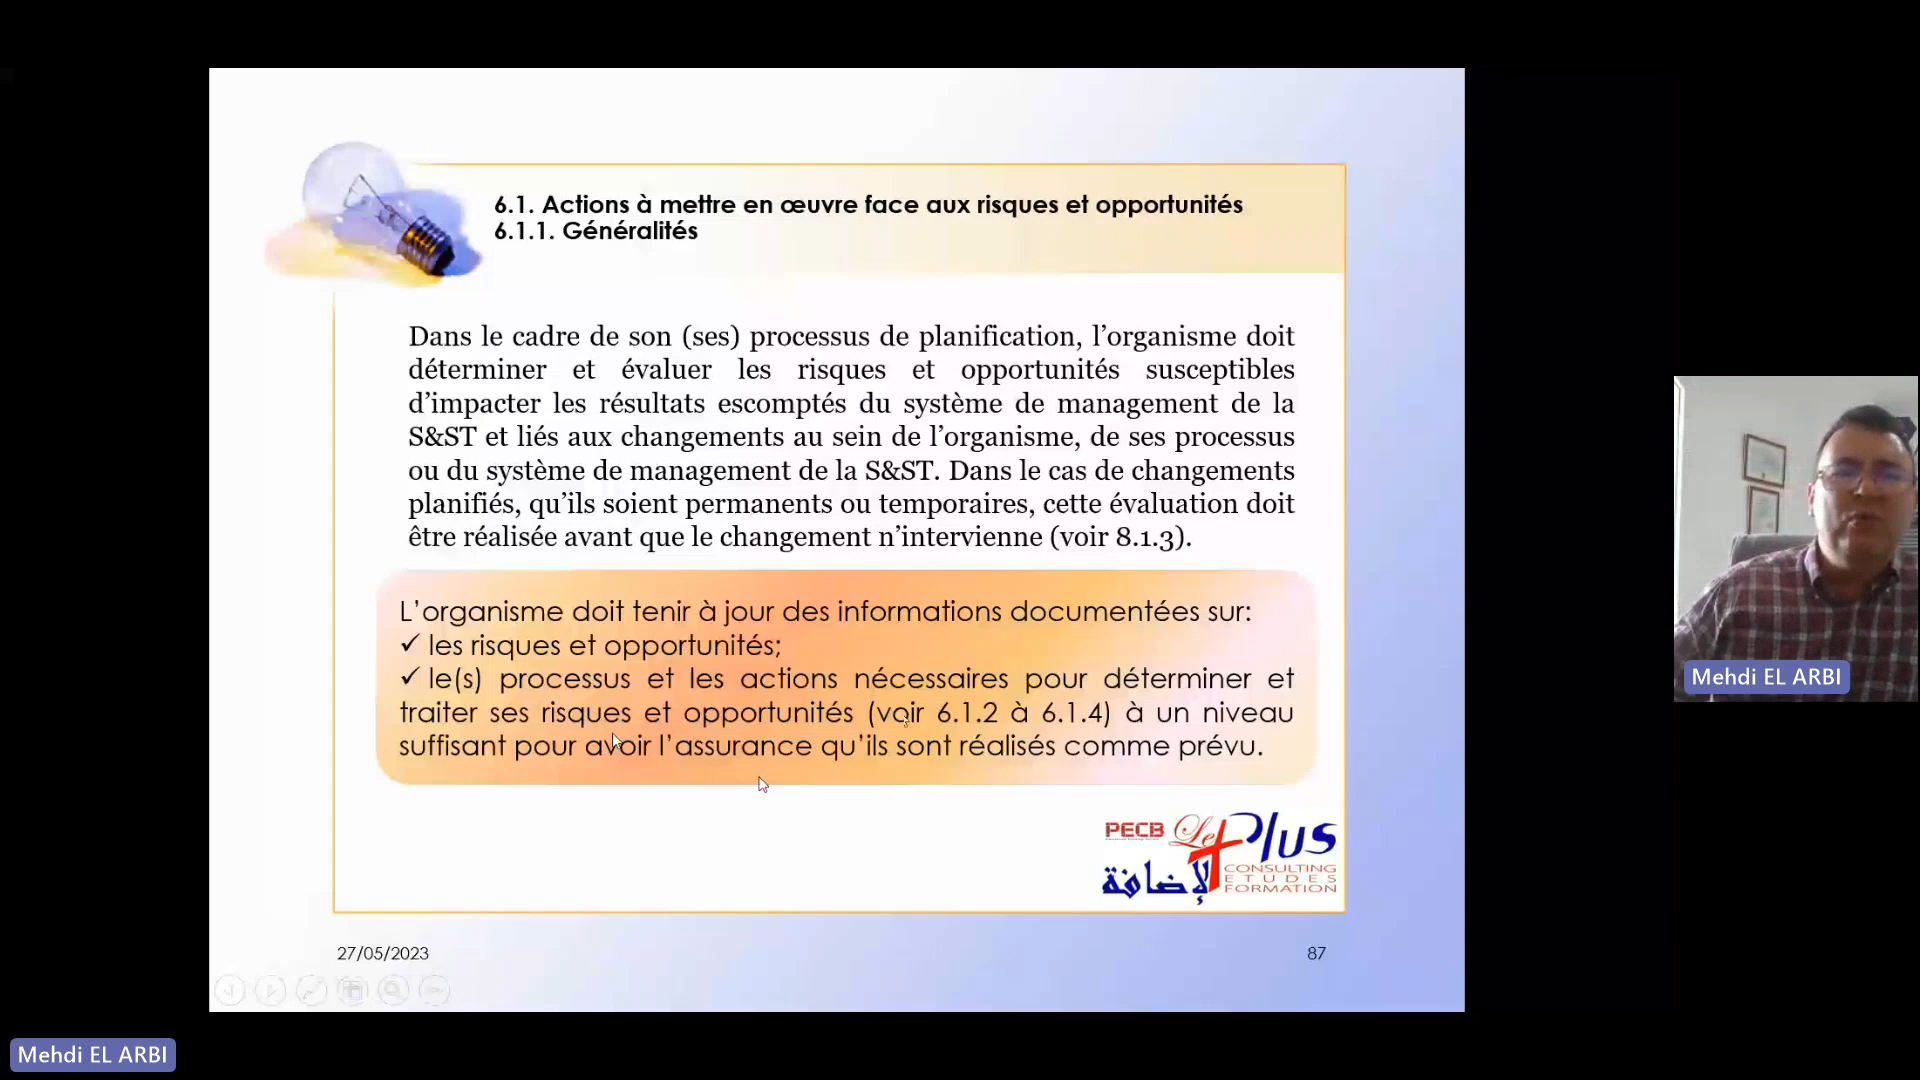 6.1. Actions à mettre en œuvre face aux risques et opportunités
6.1.1. Généralités
Dans le cadre de son (ses) processus de planification, l’organisme doit
déterminer et évaluer les risques et opportunités susceptibles
d’impacter les résultats escomptés du système de management de la
S&ST et liés aux changements au sein de l’organisme, de ses processus
ou du système de management de la S&ST. Dans le cas de changements
planifiés, qu’ils soient permanents ou temporaires, cette évaluation doit
être réalisée avant que le changement n’intervienne (voir 8.1.3).
L’organisme doit tenir à jour des informations documentées sur:
✓ les risques et opportunités;
✓ le(s) processus et les actions nécessaires pour déterminer et
traiter ses risques et opportunités (voir 6.1.2 à 6.1.4) à un niveau
suffisant pour avoir l’assurance qu’ils sont réalisés comme prévu.
PECB Le Plus
الإضافة
CONSULTING
ETUDES
FORMATION
27/05/2023
87
Mehdi EL ARBI
Mehdi EL ARBI